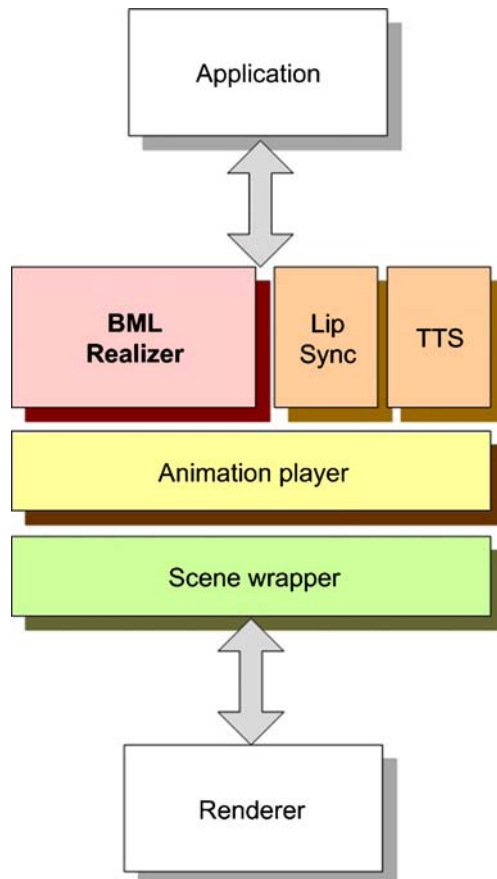 Application
BML
Realizer
Lip
Sync
TTS
Animation player
Scene wrapper
Renderer